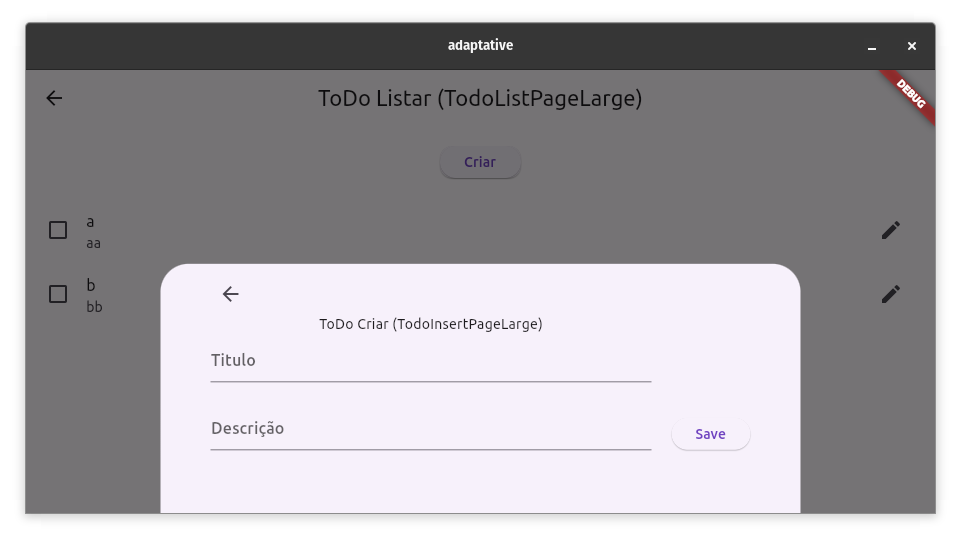 adaptative
DEBUG
ToDo Listar (TodoListPageLarge)
Criar
a
aa
b
bb
ToDo Criar (TodoInsertPageLarge)
Titulo
Descrição
Save